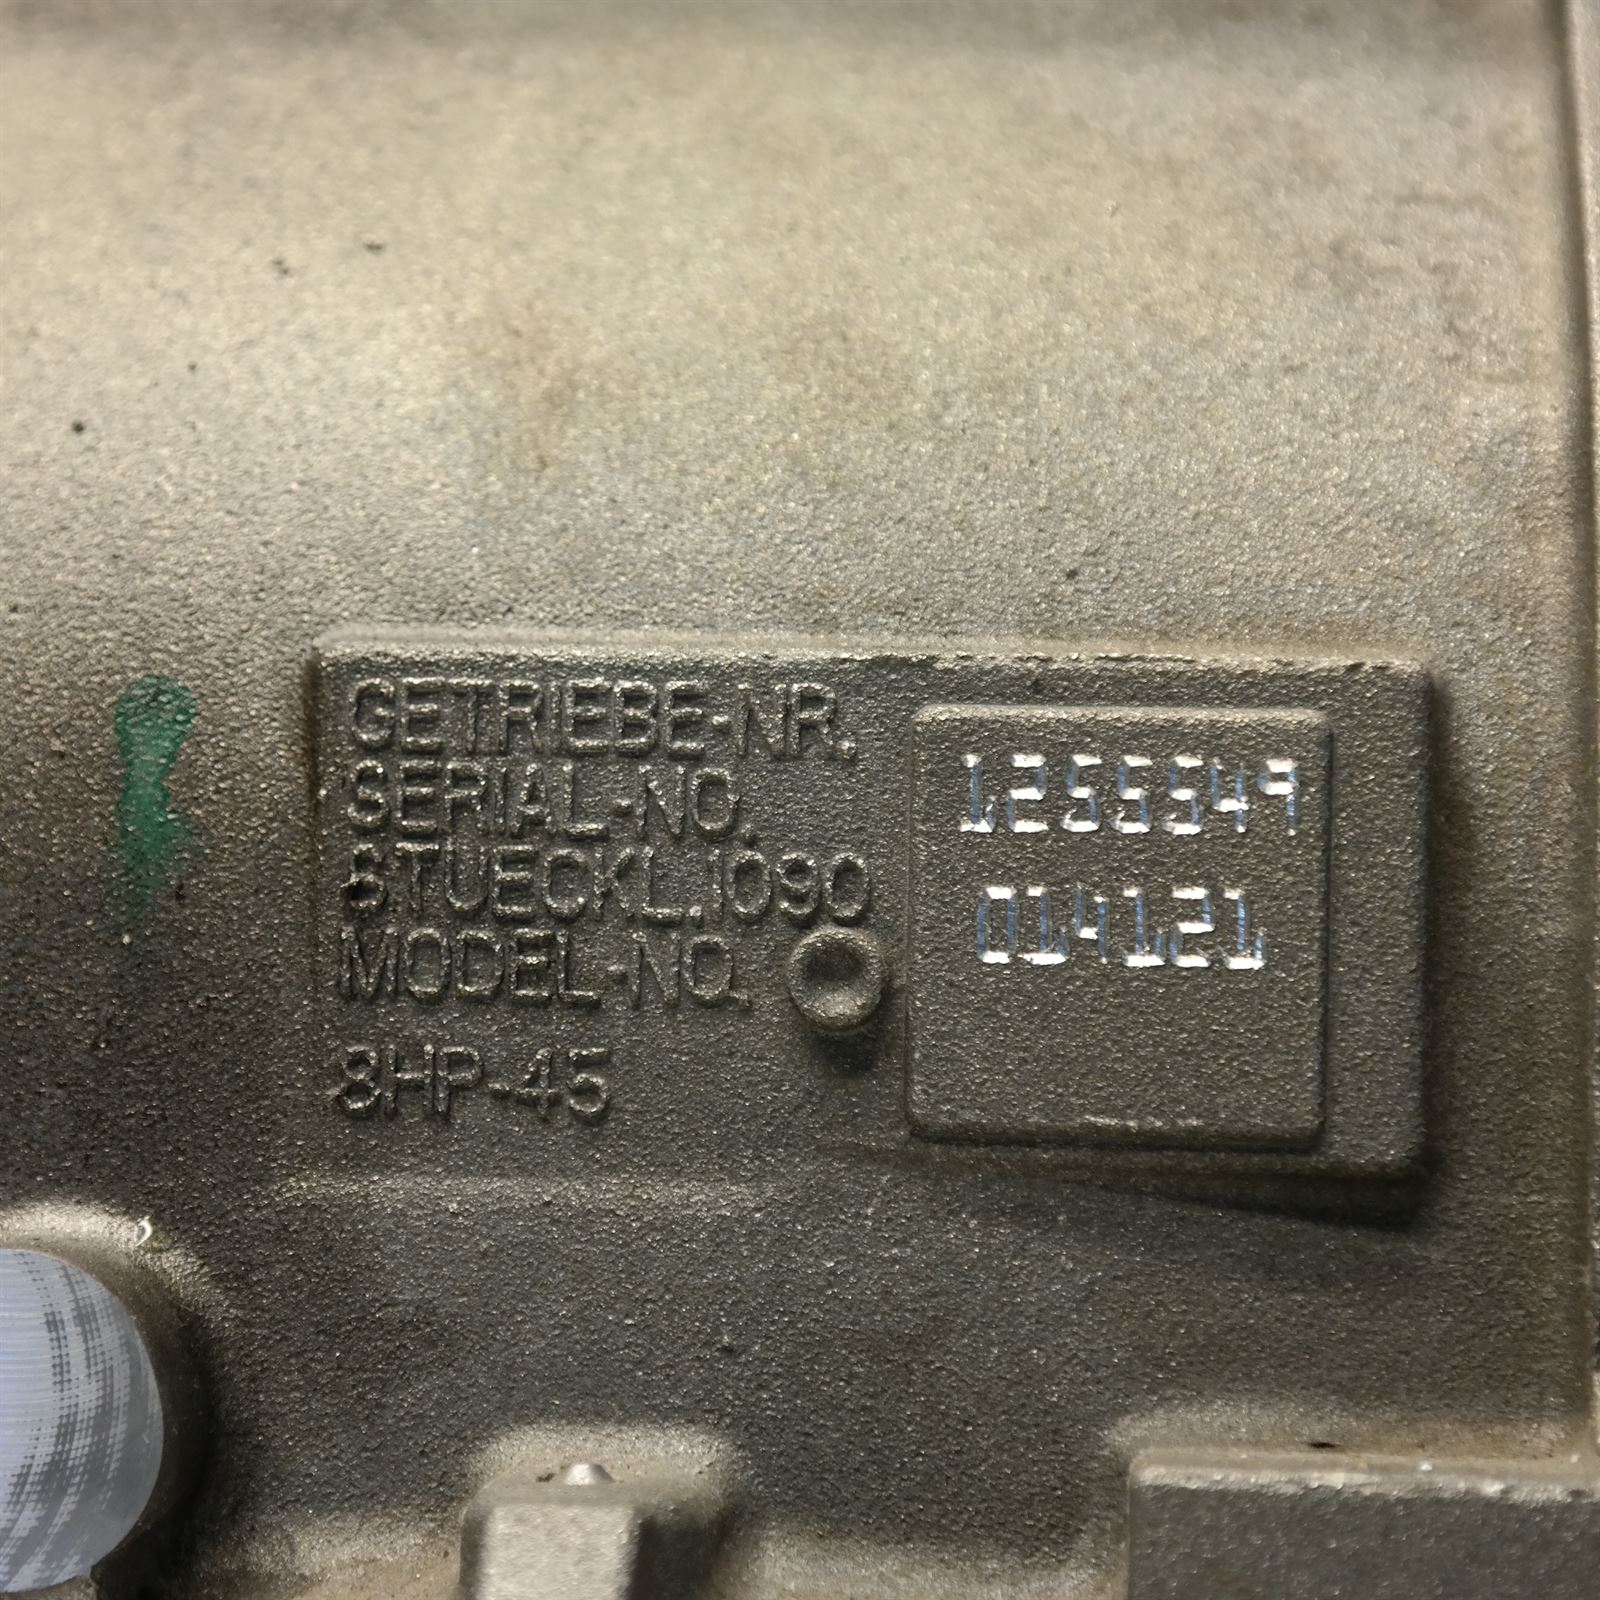 GETRIEBE-NR.
SERIAL-NO.
1255549
STUECKL.1090
MODEL-NO.
014121
8HP-45